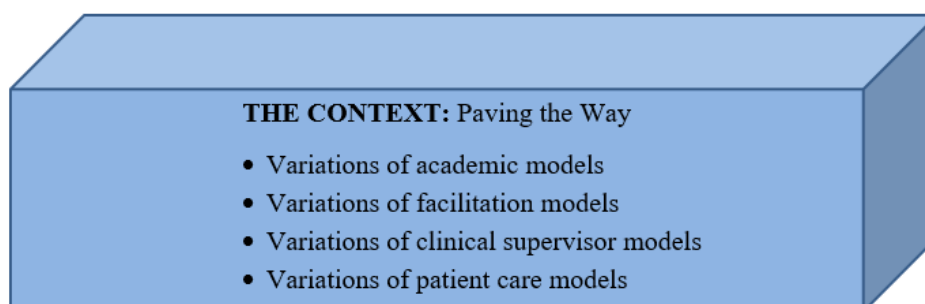 THE CONTEXT: Paving the Way
• Variations of academic models
• Variations of facilitation models
• Variations of clinical supervisor models
• Variations of patient care models